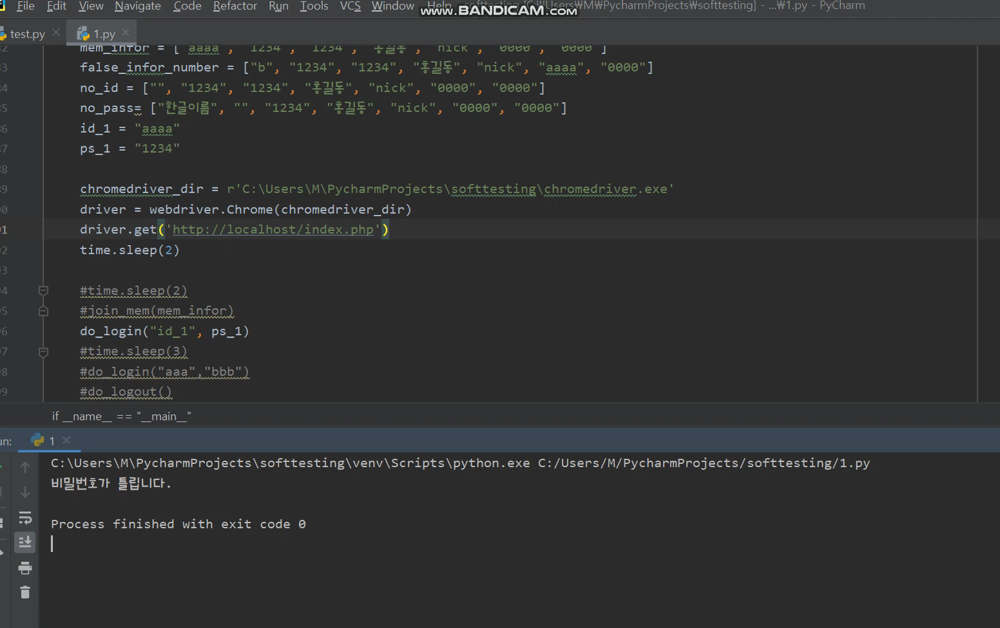 File Edit View Navigate Code Refactor Run Tools VCS Window Help softtesting [C:₩Users₩M₩PycharmProjects₩softtesting] - ...₩1.py - PyCharm
www.BANDICAM.com
test.py 1.py
mem_infor = ["aaaa", "1234", "1234", "홍길동", "nick", "0000", "0000"]
false_infor_number = ["b", "1234", "1234", "홍길동", "nick", "aaaa", "0000"]
no_id = ["", "1234", "1234", "홍길동", "nick", "0000", "0000"]
no_pass= ["한글이름", "", "1234", "홍길동", "nick", "0000", "0000"]
id_1 = "aaaa"
ps_1 = "1234"
chromedriver_dir = r'C:\Users\M\PycharmProjects\softtesting\chromedriver.exe'
driver = webdriver.Chrome(chromedriver_dir)
driver.get('http://localhost/index.php')
time.sleep(2)
#time.sleep(2)
#join_mem(mem_infor)
do_login("id_1", ps_1)
#time.sleep(3)
#do_login("aaa","bbb")
#do_logout()
if __name__ == "__main__"
un: 1
C:\Users\M\PycharmProjects\softtesting\venv\Scripts\python.exe C:/Users/M/PycharmProjects/softtesting/1.py
비밀번호가 틀립니다.
Process finished with exit code 0